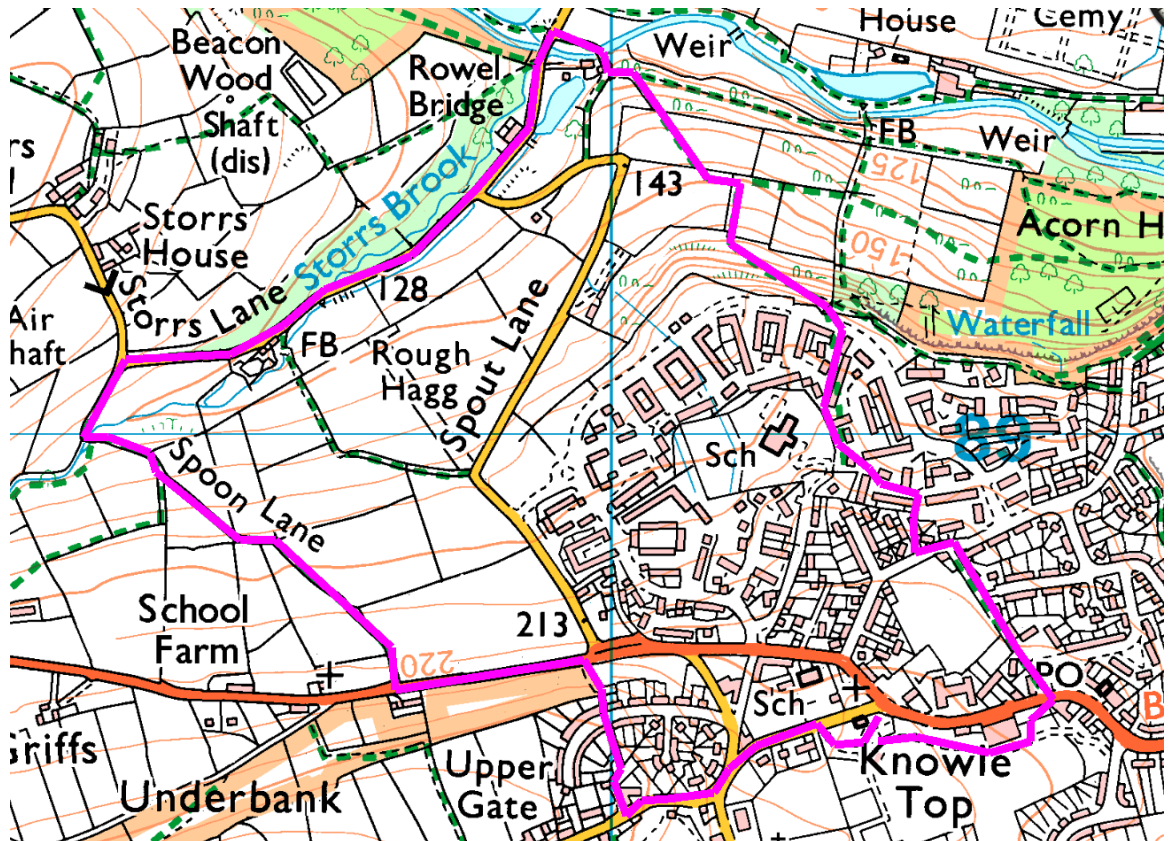 House
Cemy
Weir
Beacon
Wood
Rowel
Bridge
Shaft
(dis)
FB
Weir
rs
143
125
Storrs
House
Storrs Brook
150
Acorn H
128
Storrs Lane
Air
haft
FB
Rough
Hagg
Spout Lane
Waterfall
89
Sch
Spoon Lane
School
Farm
213
220
PO
Sch
B
Griffs
Upper
Gate
Knowle
Top
Underbank